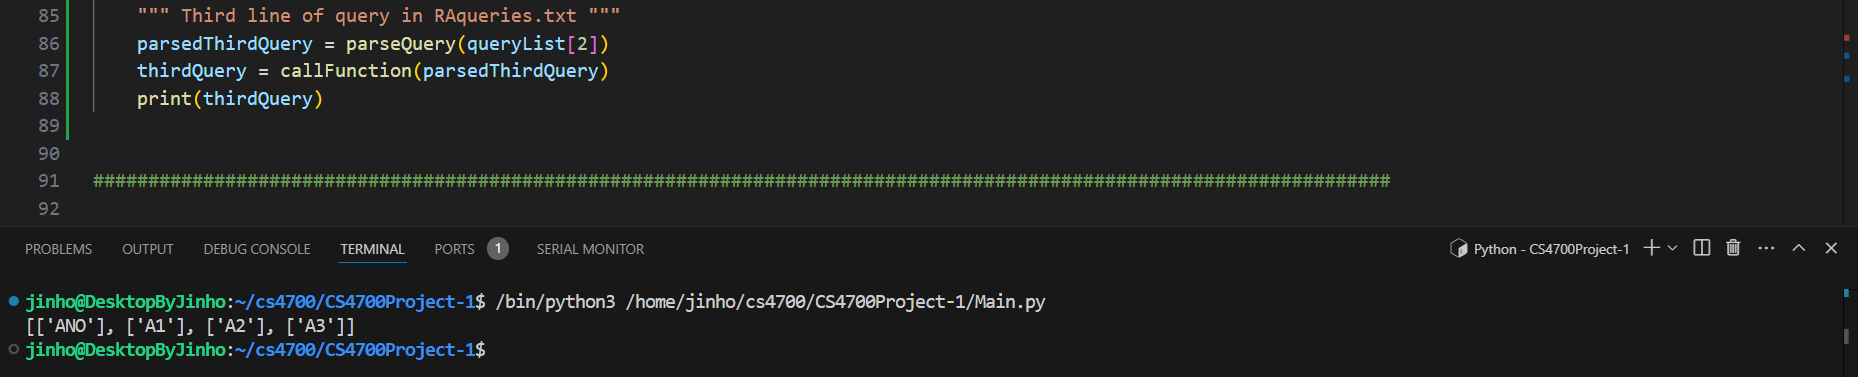 85 """ Third line of query in RAqueries.txt """
86 parsedThirdQuery = parseQuery(queryList[2])
87 thirdQuery = callFunction(parsedThirdQuery)
88 print(thirdQuery)
89
90
91 ######################################################################################################################
92
PROBLEMS OUTPUT DEBUG CONSOLE TERMINAL PORTS 1 SERIAL MONITOR Python - CS4700Project-1
jinho@DesktopByJinho:~/cs4700/CS4700Project-1$ /bin/python3 /home/jinho/cs4700/CS4700Project-1/Main.py
[['ANO'], ['A1'], ['A2'], ['A3']]
jinho@DesktopByJinho:~/cs4700/CS4700Project-1$